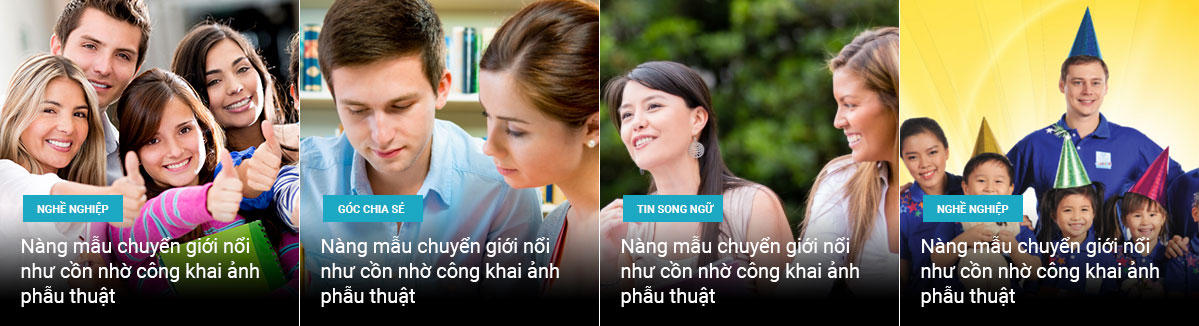 NGHỀ NGHIỆP
Nàng mẫu chuyển giới nổi
như cồn nhờ công khai ảnh
phẫu thuật
GÓC CHIA SẺ
Nàng mẫu chuyển giới nổi
như cồn nhờ công khai ảnh
phẫu thuật
TIN SONG NGỮ
Nàng mẫu chuyển giới nổi
như cồn nhờ công khai ảnh
phẫu thuật
NGHỀ NGHIỆP
Nàng mẫu chuyển giới nổi
như cồn nhờ công khai ảnh
phẫu thuật